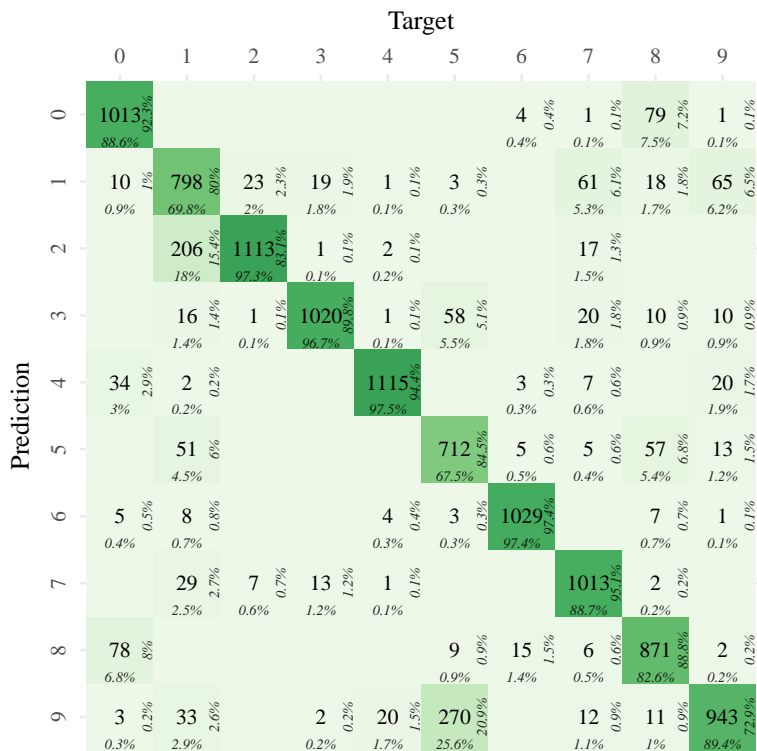 Target
0 1 2 3 4 5 6 7 8 9
Prediction
0
1013 92.3% 4 0.4% 1 0.1% 79 7.2% 1 0.1%
88.6% 0.4% 0.1% 7.5% 0.1%
1
10 1% 798 80% 23 2.3% 19 1.9% 1 0.1% 3 0.3% 61 6.1% 18 1.8% 65 6.5%
0.9% 69.8% 2% 1.8% 0.1% 0.3% 5.3% 1.7% 6.2%
2
206 15.4% 1113 83.1% 1 0.1% 2 0.1% 17 1.3%
18% 97.3% 0.1% 0.2% 1.5%
3
16 1.4% 1 0.1% 1020 89.8% 1 0.1% 58 5.1% 20 1.8% 10 0.9% 10 0.9%
1.4% 0.1% 96.7% 0.1% 5.5% 1.8% 0.9% 0.9%
4
34 2.9% 2 0.2% 1115 94.4% 3 0.3% 7 0.6% 20 1.7%
3% 0.2% 97.5% 0.3% 0.6% 1.9%
5
51 6% 712 84.5% 5 0.6% 5 0.6% 57 6.8% 13 1.5%
4.5% 67.5% 0.5% 0.4% 5.4% 1.2%
6
5 0.5% 8 0.8% 4 0.4% 3 0.3% 1029 97.4% 7 0.7% 1 0.1%
0.4% 0.7% 0.3% 0.3% 97.4% 0.7% 0.1%
7
29 2.7% 7 0.7% 13 1.2% 1 0.1% 1013 95.1% 2 0.2%
2.5% 0.6% 1.2% 0.1% 88.7% 0.2%
8
78 8% 9 0.9% 15 1.5% 6 0.6% 871 88.8% 2 0.2%
6.8% 0.9% 1.4% 0.5% 82.6% 0.2%
9
3 0.2% 33 2.6% 2 0.2% 20 1.5% 270 20.9% 12 0.9% 11 0.9% 943 72.9%
0.3% 2.9% 0.2% 1.7% 25.6% 1.1% 1% 89.4%